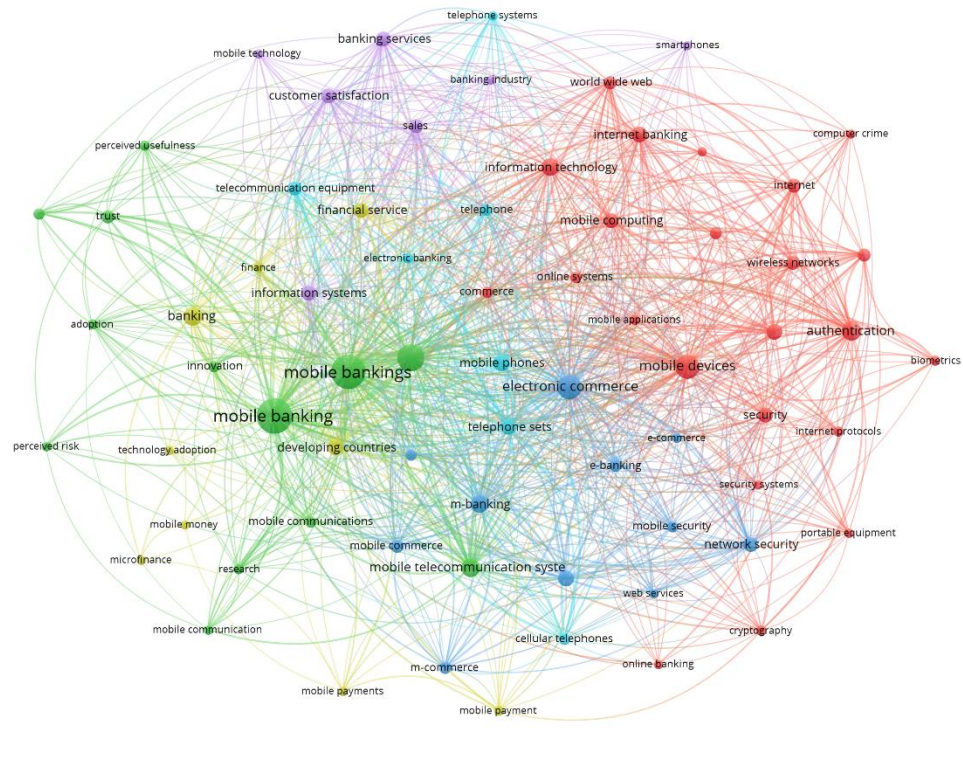 telephone systems
banking services
smartphones
mobile technology
banking industry
world wide web
customer satisfaction
sales
internet banking
computer crime
perceived usefulness
information technology
telecommunication equipment
internet
financial service
telephone
trust
mobile computing
electronic banking
wireless networks
finance
online systems
information systems
commerce
banking
mobile applications
adoption
authentication
innovation
mobile phones
mobile devices
biometrics
mobile bankings
electronic commerce
mobile banking
security
telephone sets
internet protocols
e-commerce
perceived risk
technology adoption
developing countries
e-banking
security systems
m-banking
mobile money
mobile communications
mobile security
portable equipment
mobile commerce
network security
microfinance
research
mobile telecommunication syste
web services
mobile communication
cellular telephones
cryptography
m-commerce
online banking
mobile payments
mobile payment